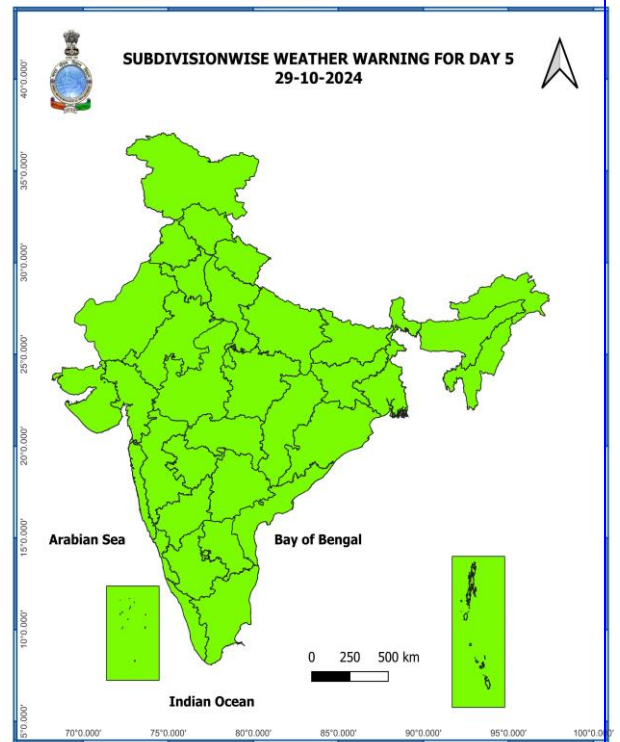 SUBDIVISIONWISE WEATHER WARNING FOR DAY 5
29-10-2024
40°0.000'
35°0.000'
30°0.000'
25°0.000'
20°0.000'
15°0.000'
10°0.000'
5°0.000'
Arabian Sea
Bay of Bengal
0 250 500 km
Indian Ocean
70°0.000' 75°0.000' 80°0.000' 85°0.000' 90°0.000' 95°0.000' 100°0.000'